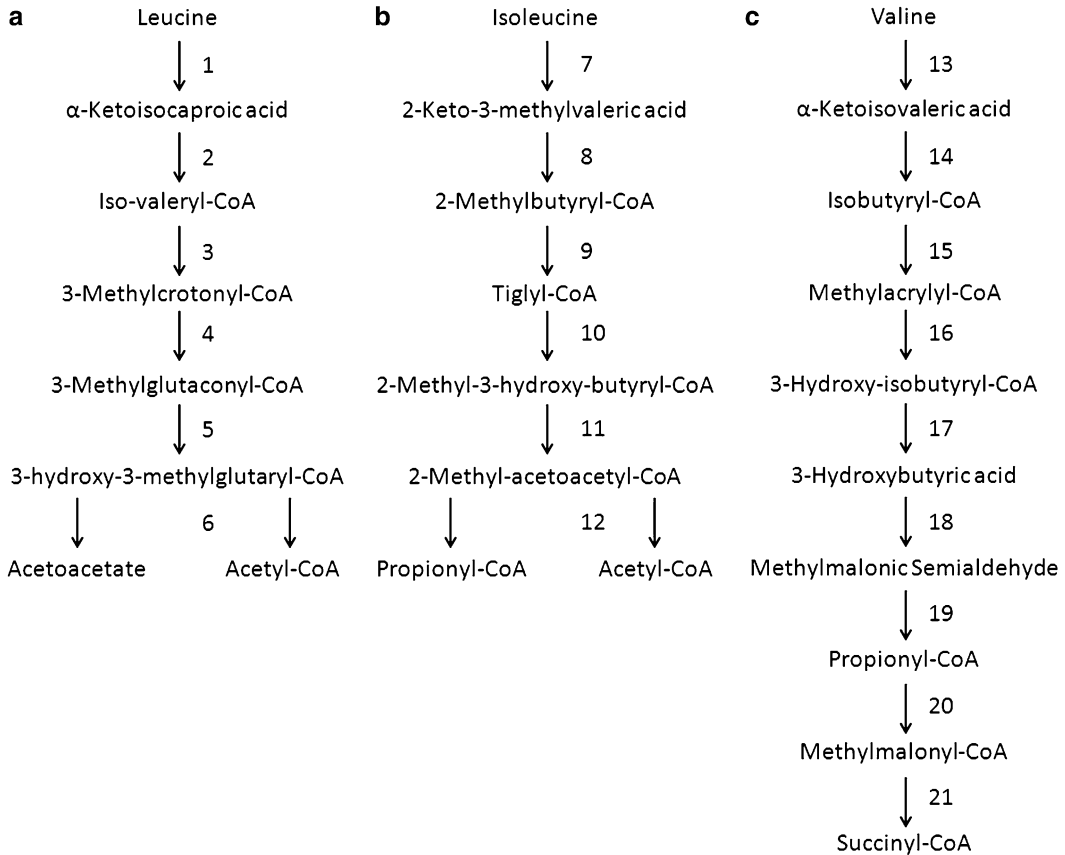 a
Leucine
1
α-Ketoisocaproic acid
2
Iso-valeryl-CoA
3
3-Methylcrotonyl-CoA
4
3-Methylglutaconyl-CoA
5
3-hydroxy-3-methylglutaryl-CoA
6
Acetoacetate
Acetyl-CoA
b
Isoleucine
7
2-Keto-3-methylvaleric acid
8
2-Methylbutyryl-CoA
9
Tiglyl-CoA
10
2-Methyl-3-hydroxy-butyryl-CoA
11
2-Methyl-acetoacetyl-CoA
12
Propionyl-CoA
Acetyl-CoA
c
Valine
13
α-Ketoisovaleric acid
14
Isobutyryl-CoA
15
Methylacrylyl-CoA
16
3-Hydroxy-isobutyryl-CoA
17
3-Hydroxybutyric acid
18
Methylmalonic Semialdehyde
19
Propionyl-CoA
20
Methylmalonyl-CoA
21
Succinyl-CoA